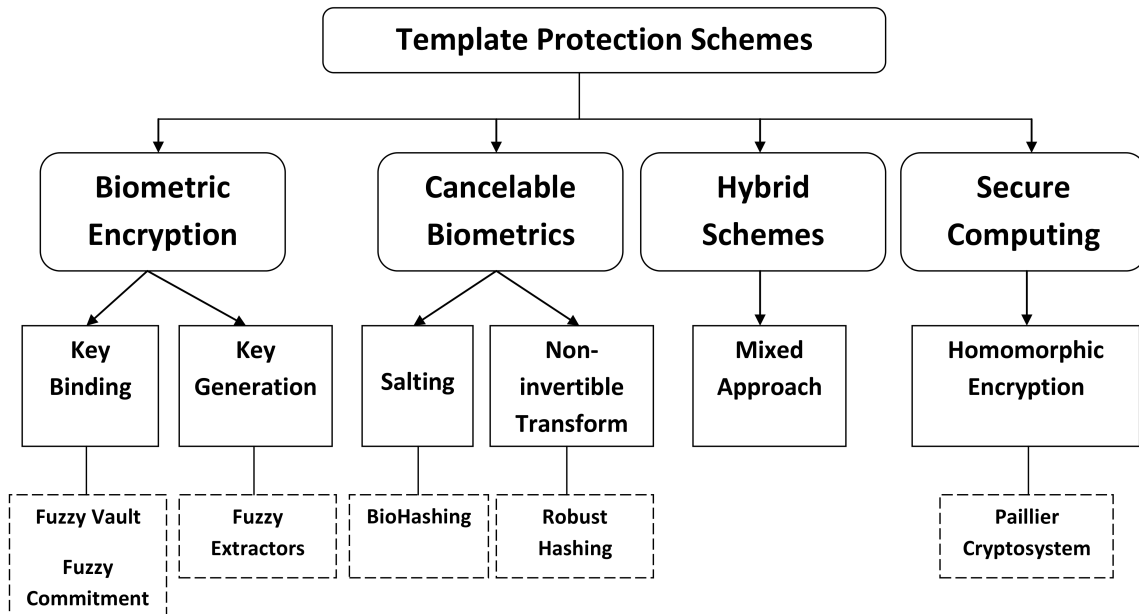 Template Protection Schemes
Biometric
Encryption
Cancelable
Biometrics
Hybrid
Schemes
Secure
Computing
Key
Binding
Key
Generation
Salting
Non-
invertible
Transform
Mixed
Approach
Homomorphic
Encryption
Fuzzy Vault
Fuzzy
Commitment
Fuzzy
Extractors
BioHashing
Robust
Hashing
Paillier
Cryptosystem